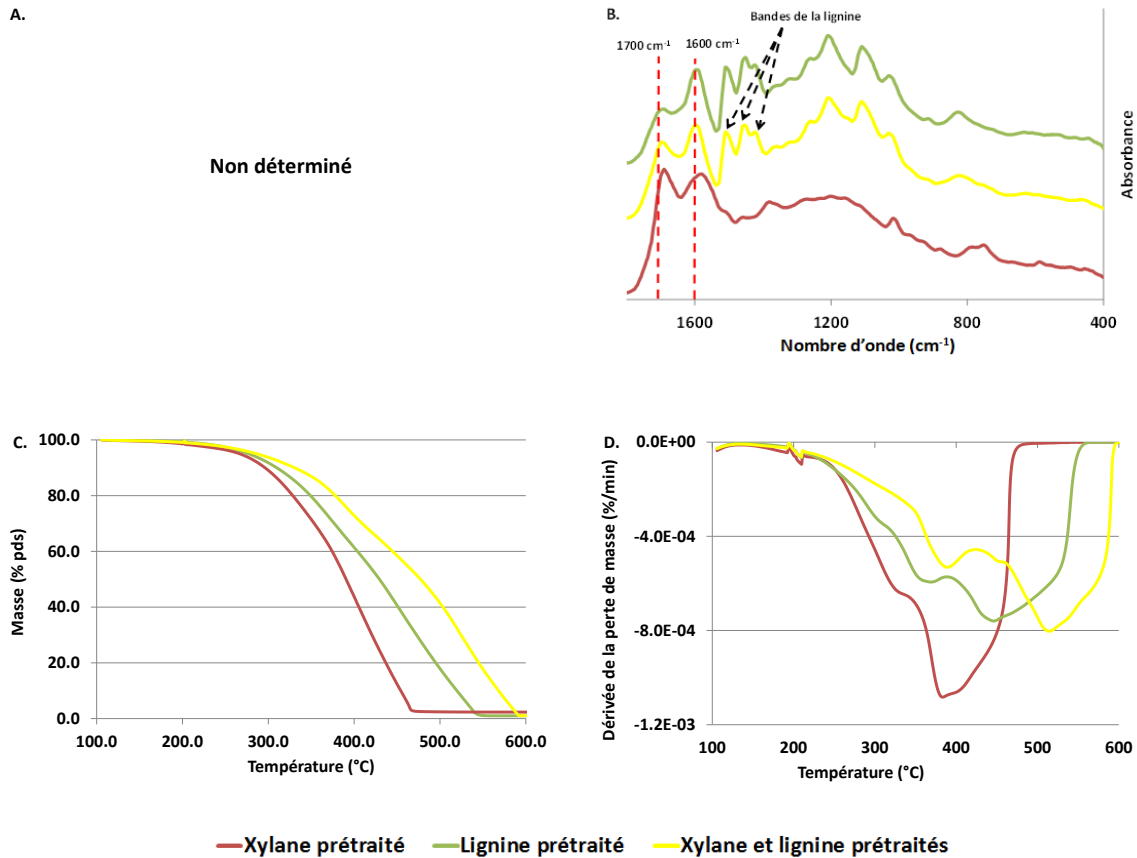 A.
Non déterminé
B.
Bandes de la lignine
1700 cm-1
1600 cm-1
Absorbance
1600
1200
800
400
Nombre d'onde (cm-1)
C.
100.0
80.0
60.0
40.0
20.0
0.0
Masse (% pds)
100.0
200.0
300.0
400.0
500.0
600.0
Température (°C)
D.
0.0E+00
-4.0E-04
-8.0E-04
-1.2E-03
Dérivée de la perte de masse (%/min)
100
200
300
400
500
600
Température (°C)
Xylane prétraité
Lignine prétraité
Xylane et lignine prétraités